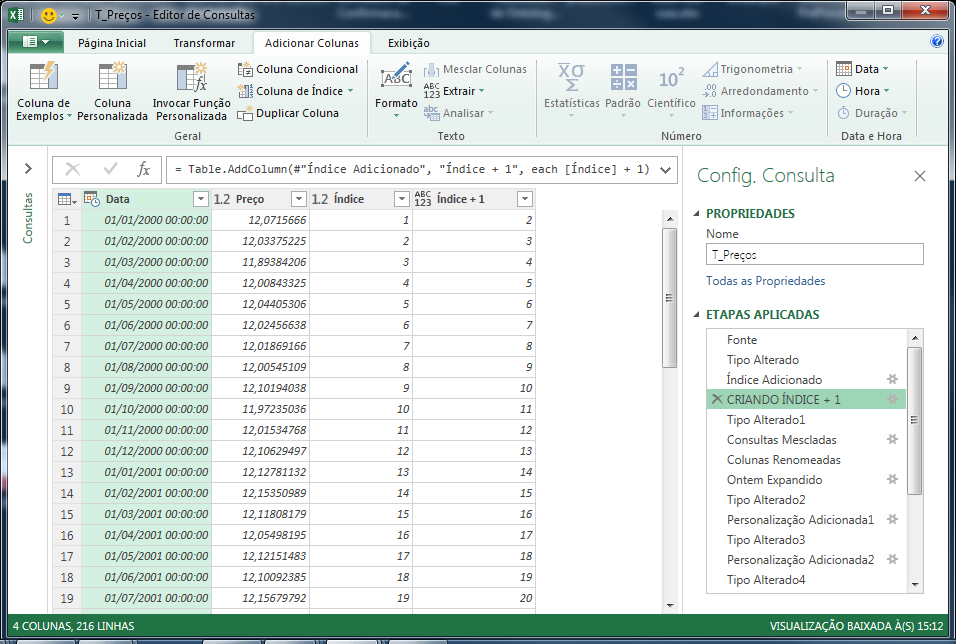 T_Preços - Editor de Consultas
Página Inicial Transformar Adicionar Colunas Exibição
Coluna de Exemplos
Coluna Personalizada
Invocar Função Personalizada
Coluna Condicional
Coluna de Índice
Duplicar Coluna
Geral
ABC
Formato
Mesclar Colunas
ABC 123 Extrair
abc Analisar
Texto
Χσ Σ
Estatísticas
Padrão
10²
Científico
Trigonometria
.00 Arredondamento
Informações
Número
Data
Hora
Duração
Data e Hora
Consultas
fx = Table.AddColumn(#"Índice Adicionado", "Índice + 1", each [Índice] + 1)
Data 1.2 Preço 1.2 Índice ABC 123 Índice + 1
1 01/01/2000 00:00:00 12,0715666 1 2
2 01/02/2000 00:00:00 12,03375225 2 3
3 01/03/2000 00:00:00 11,89384206 3 4
4 01/04/2000 00:00:00 12,00843325 4 5
5 01/05/2000 00:00:00 12,04405306 5 6
6 01/06/2000 00:00:00 12,02456638 6 7
7 01/07/2000 00:00:00 12,01869166 7 8
8 01/08/2000 00:00:00 12,00545109 8 9
9 01/09/2000 00:00:00 12,10194038 9 10
10 01/10/2000 00:00:00 11,97235036 10 11
11 01/11/2000 00:00:00 12,01534768 11 12
12 01/12/2000 00:00:00 12,10629497 12 13
13 01/01/2001 00:00:00 12,12781132 13 14
14 01/02/2001 00:00:00 12,15350989 14 15
15 01/03/2001 00:00:00 12,11808179 15 16
16 01/04/2001 00:00:00 12,05498195 16 17
17 01/05/2001 00:00:00 12,12151483 17 18
18 01/06/2001 00:00:00 12,10092385 18 19
19 01/07/2001 00:00:00 12,15679792 19 20
Config. Consulta
PROPRIEDADES
Nome
T_Preços
Todas as Propriedades
ETAPAS APLICADAS
Fonte
Tipo Alterado
Índice Adicionado
CRIANDO ÍNDICE + 1
Tipo Alterado1
Consultas Mescladas
Colunas Renomeadas
Ontem Expandido
Tipo Alterado2
Personalização Adicionada1
Tipo Alterado3
Personalização Adicionada2
Tipo Alterado4
4 COLUNAS, 216 LINHAS
VISUALIZAÇÃO BAIXADA À(S) 15:12